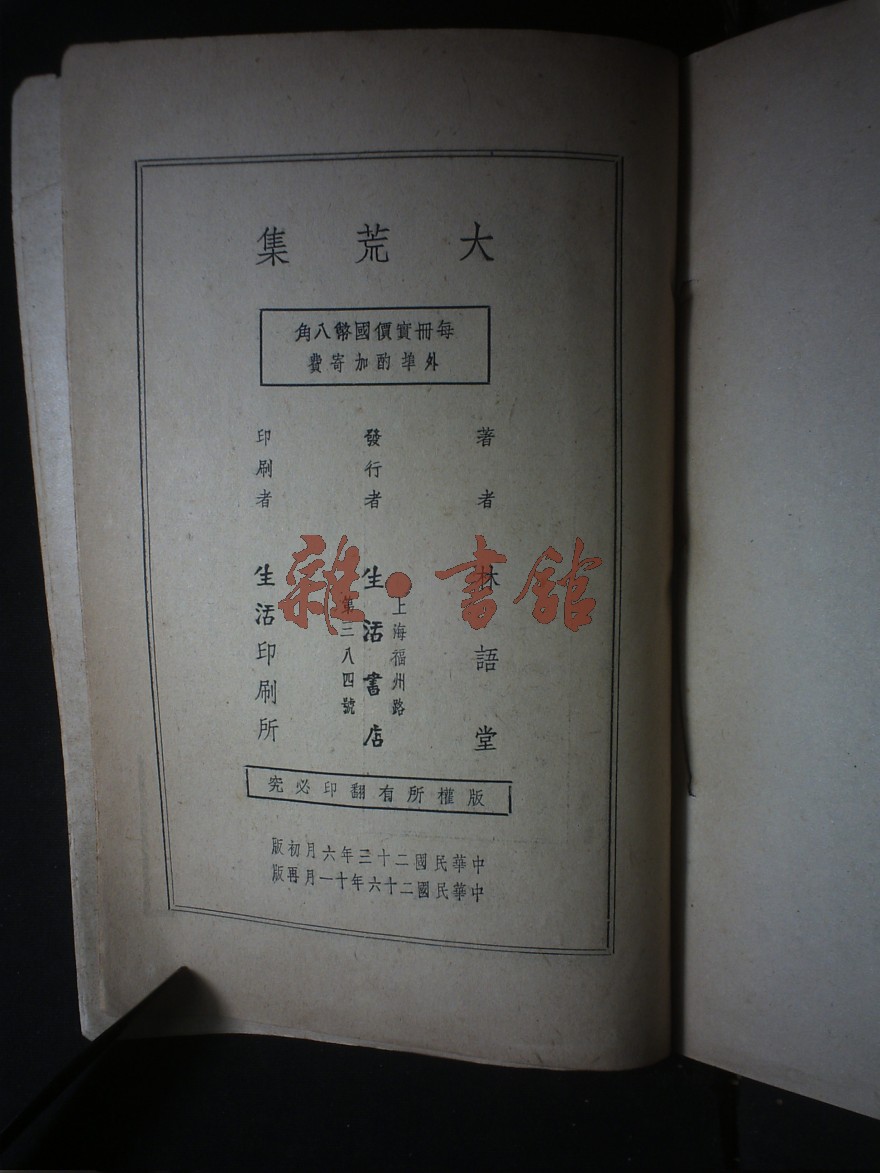 大荒集
每冊實價國幣八角
外埠酌加寄費
著者 林語堂
發行者 生活書店
上海福州路
第三八四號
印刷者 生活印刷所
版權所有翻印必究
中華民國二十三年六月初版
中華民國二十六年十一月再版
雜·書館